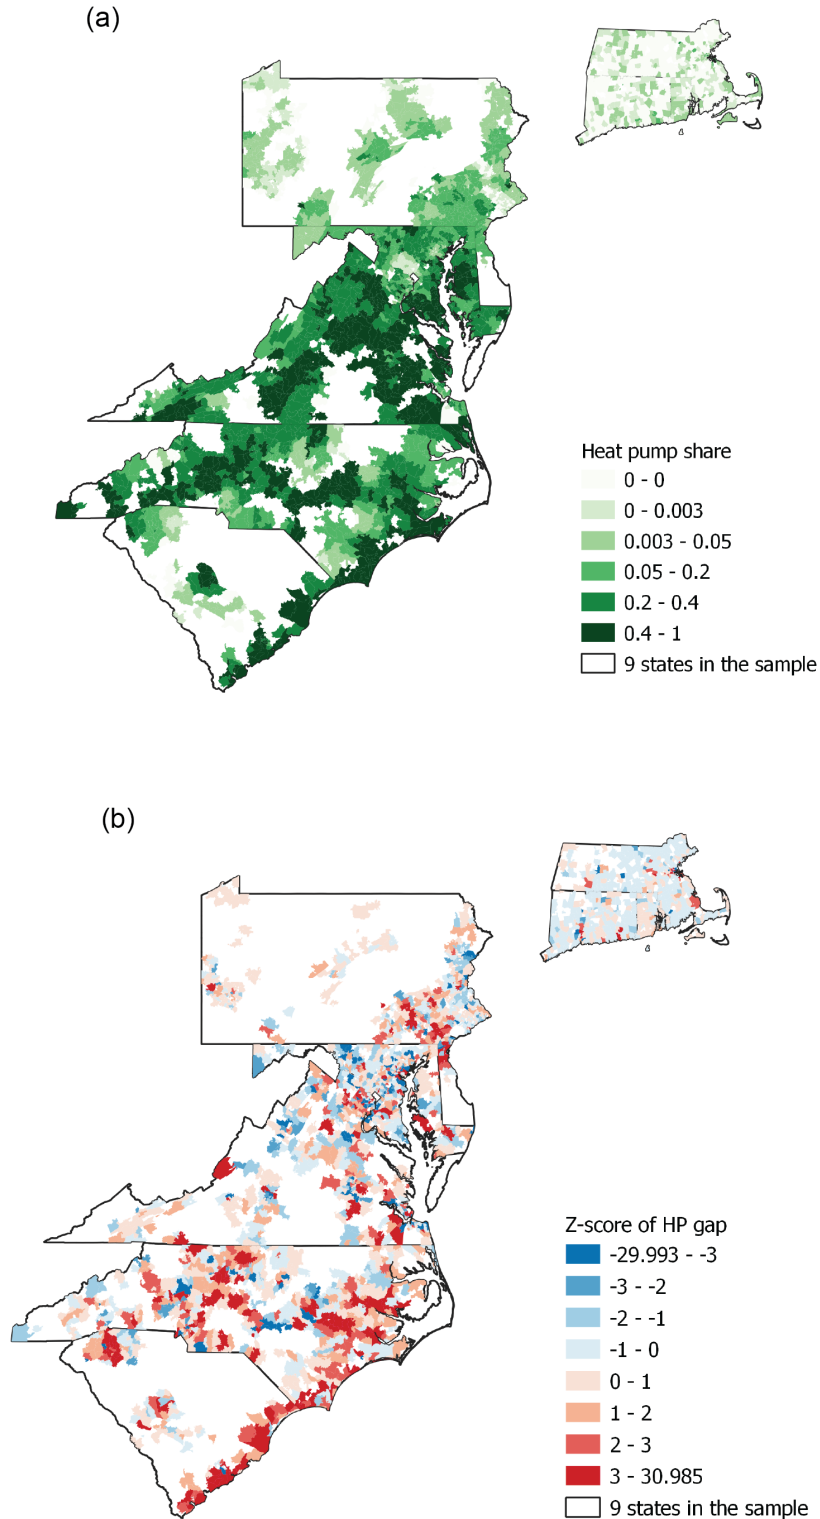 (a)
Heat pump share
0 - 0
0 - 0.003
0.003 - 0.05
0.05 - 0.2
0.2 - 0.4
0.4 - 1
9 states in the sample
(b)
Z-score of HP gap
-29.993 - -3
-3 - -2
-2 - -1
-1 - 0
0 - 1
1 - 2
2 - 3
3 - 30.985
9 states in the sample